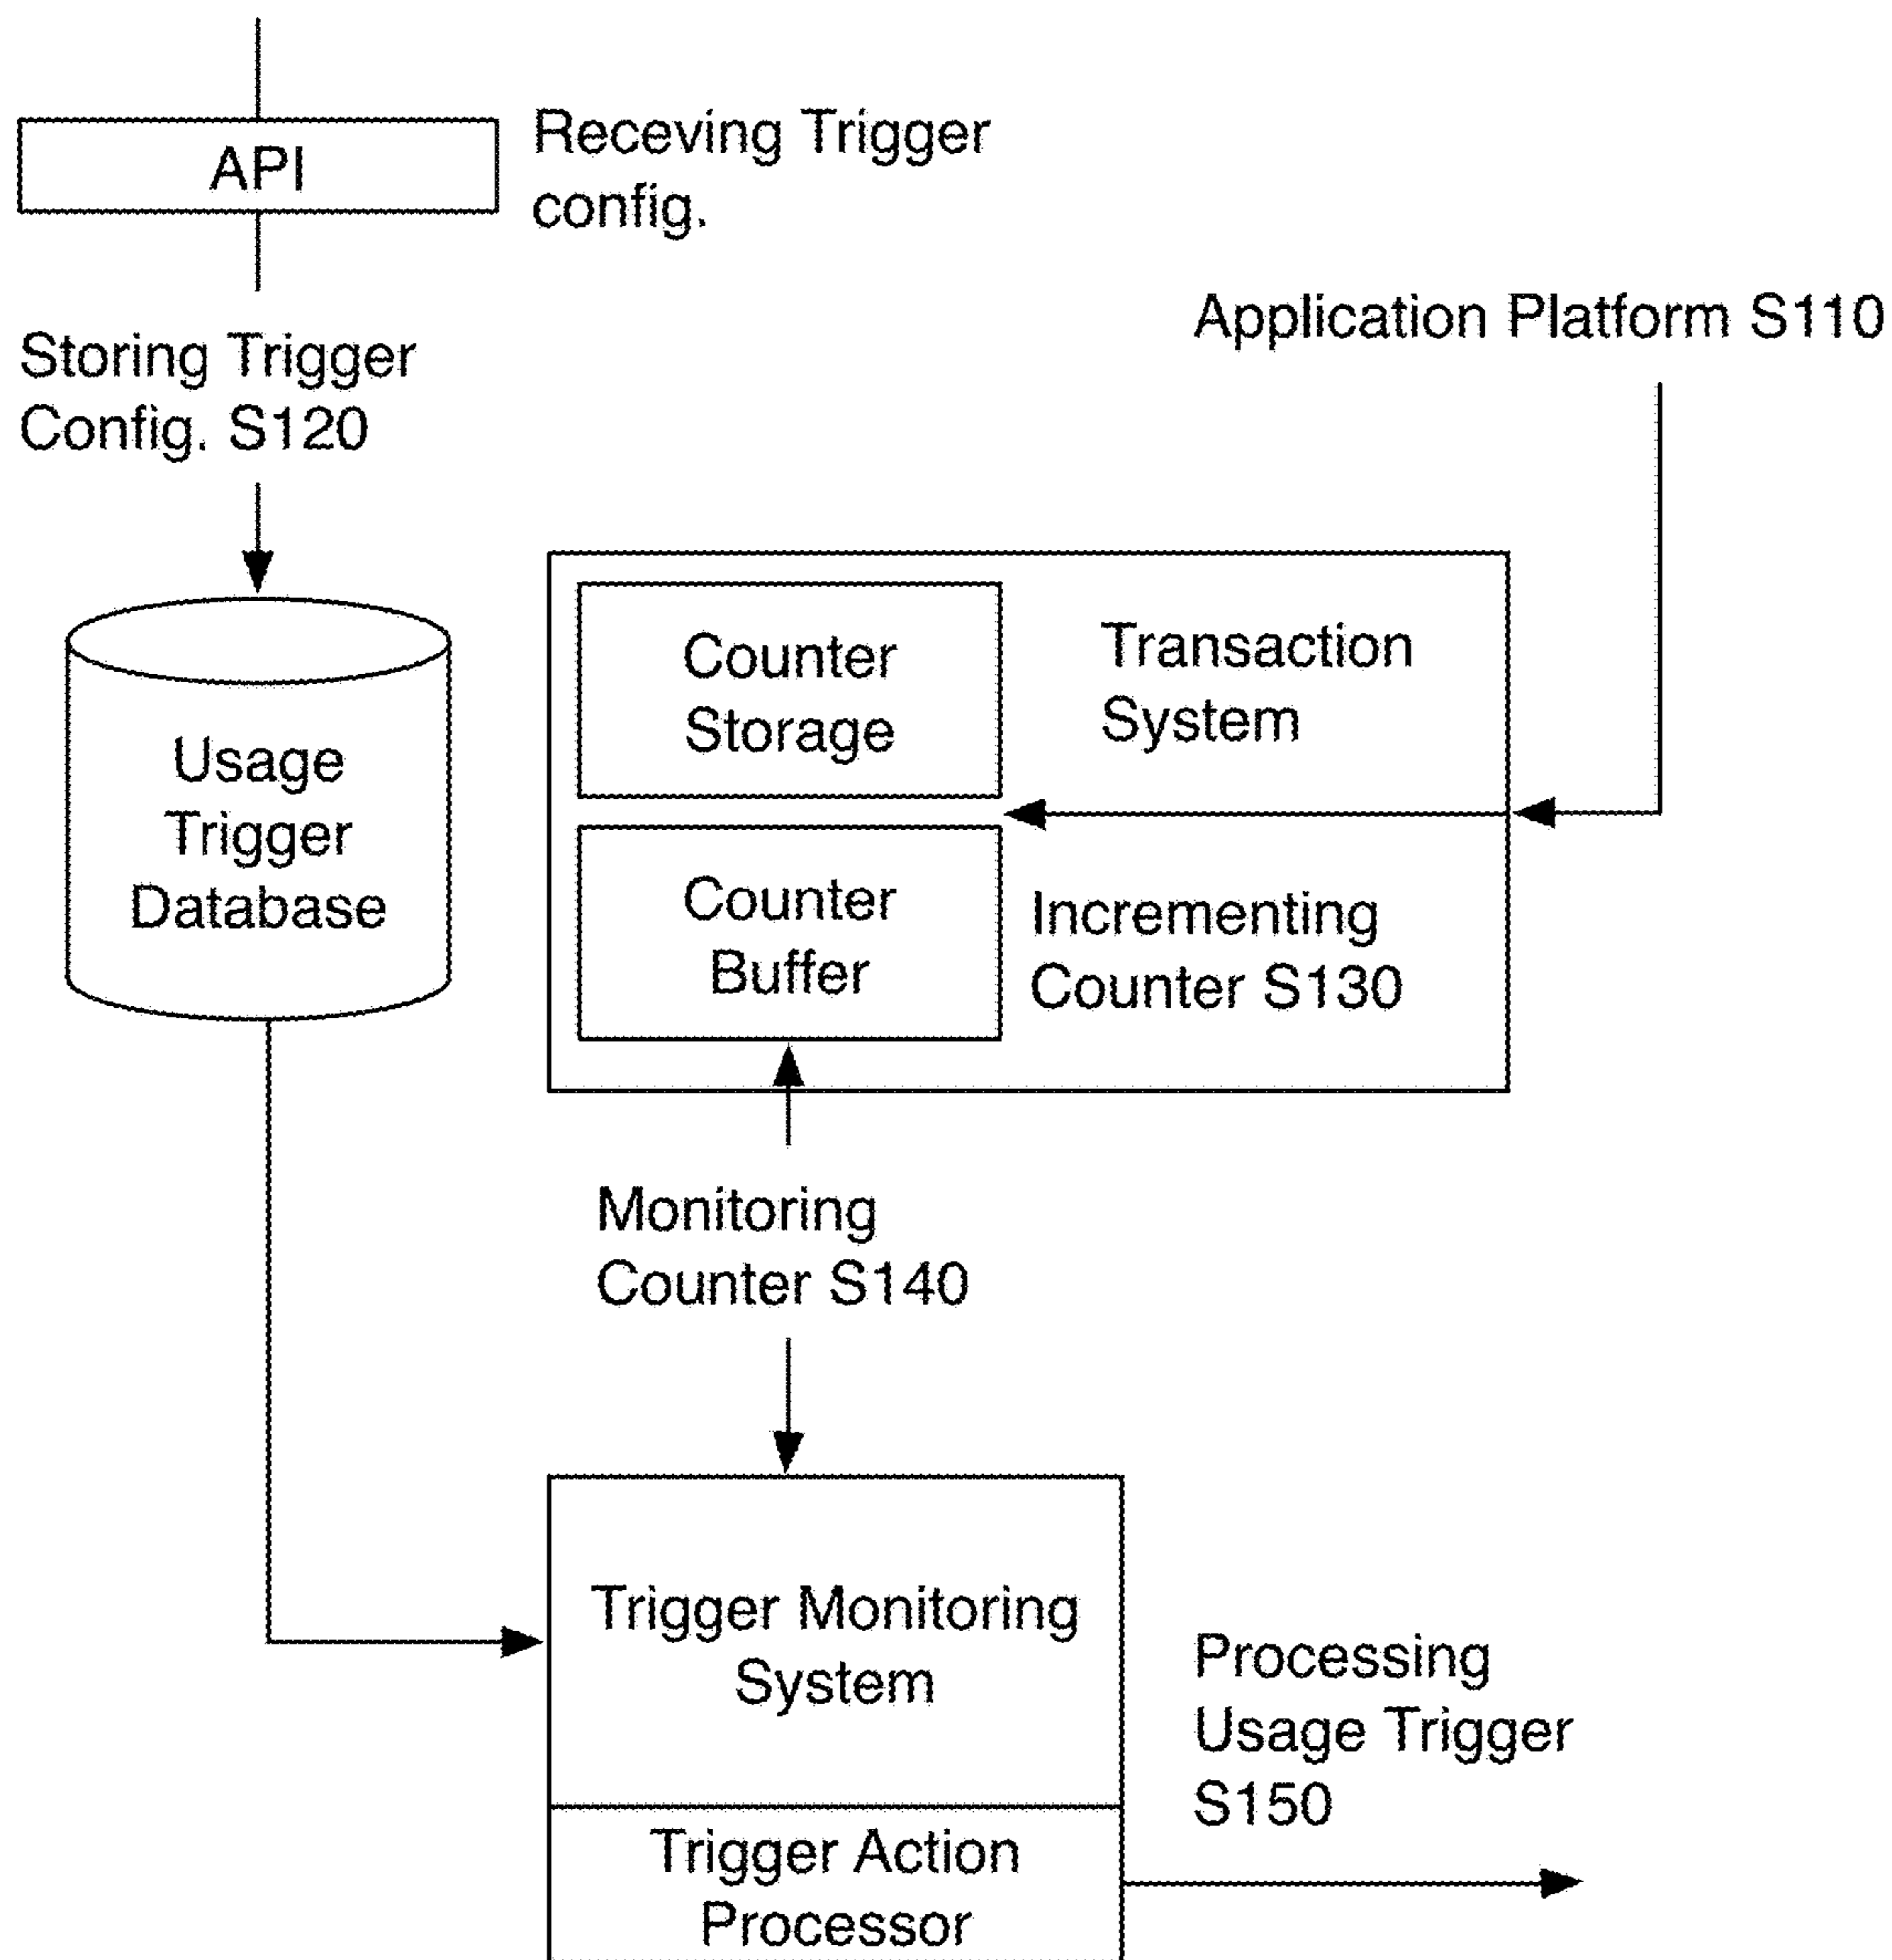 API
Receving Trigger
config.
Application Platform S110
Storing Trigger
Config. S120
Usage
Trigger
Database
Counter
Storage
Transaction
System
Counter
Buffer
Incrementing
Counter S130
Monitoring
Counter S140
Trigger Monitoring
System
Processing
Usage Trigger
S150
Trigger Action
Processor